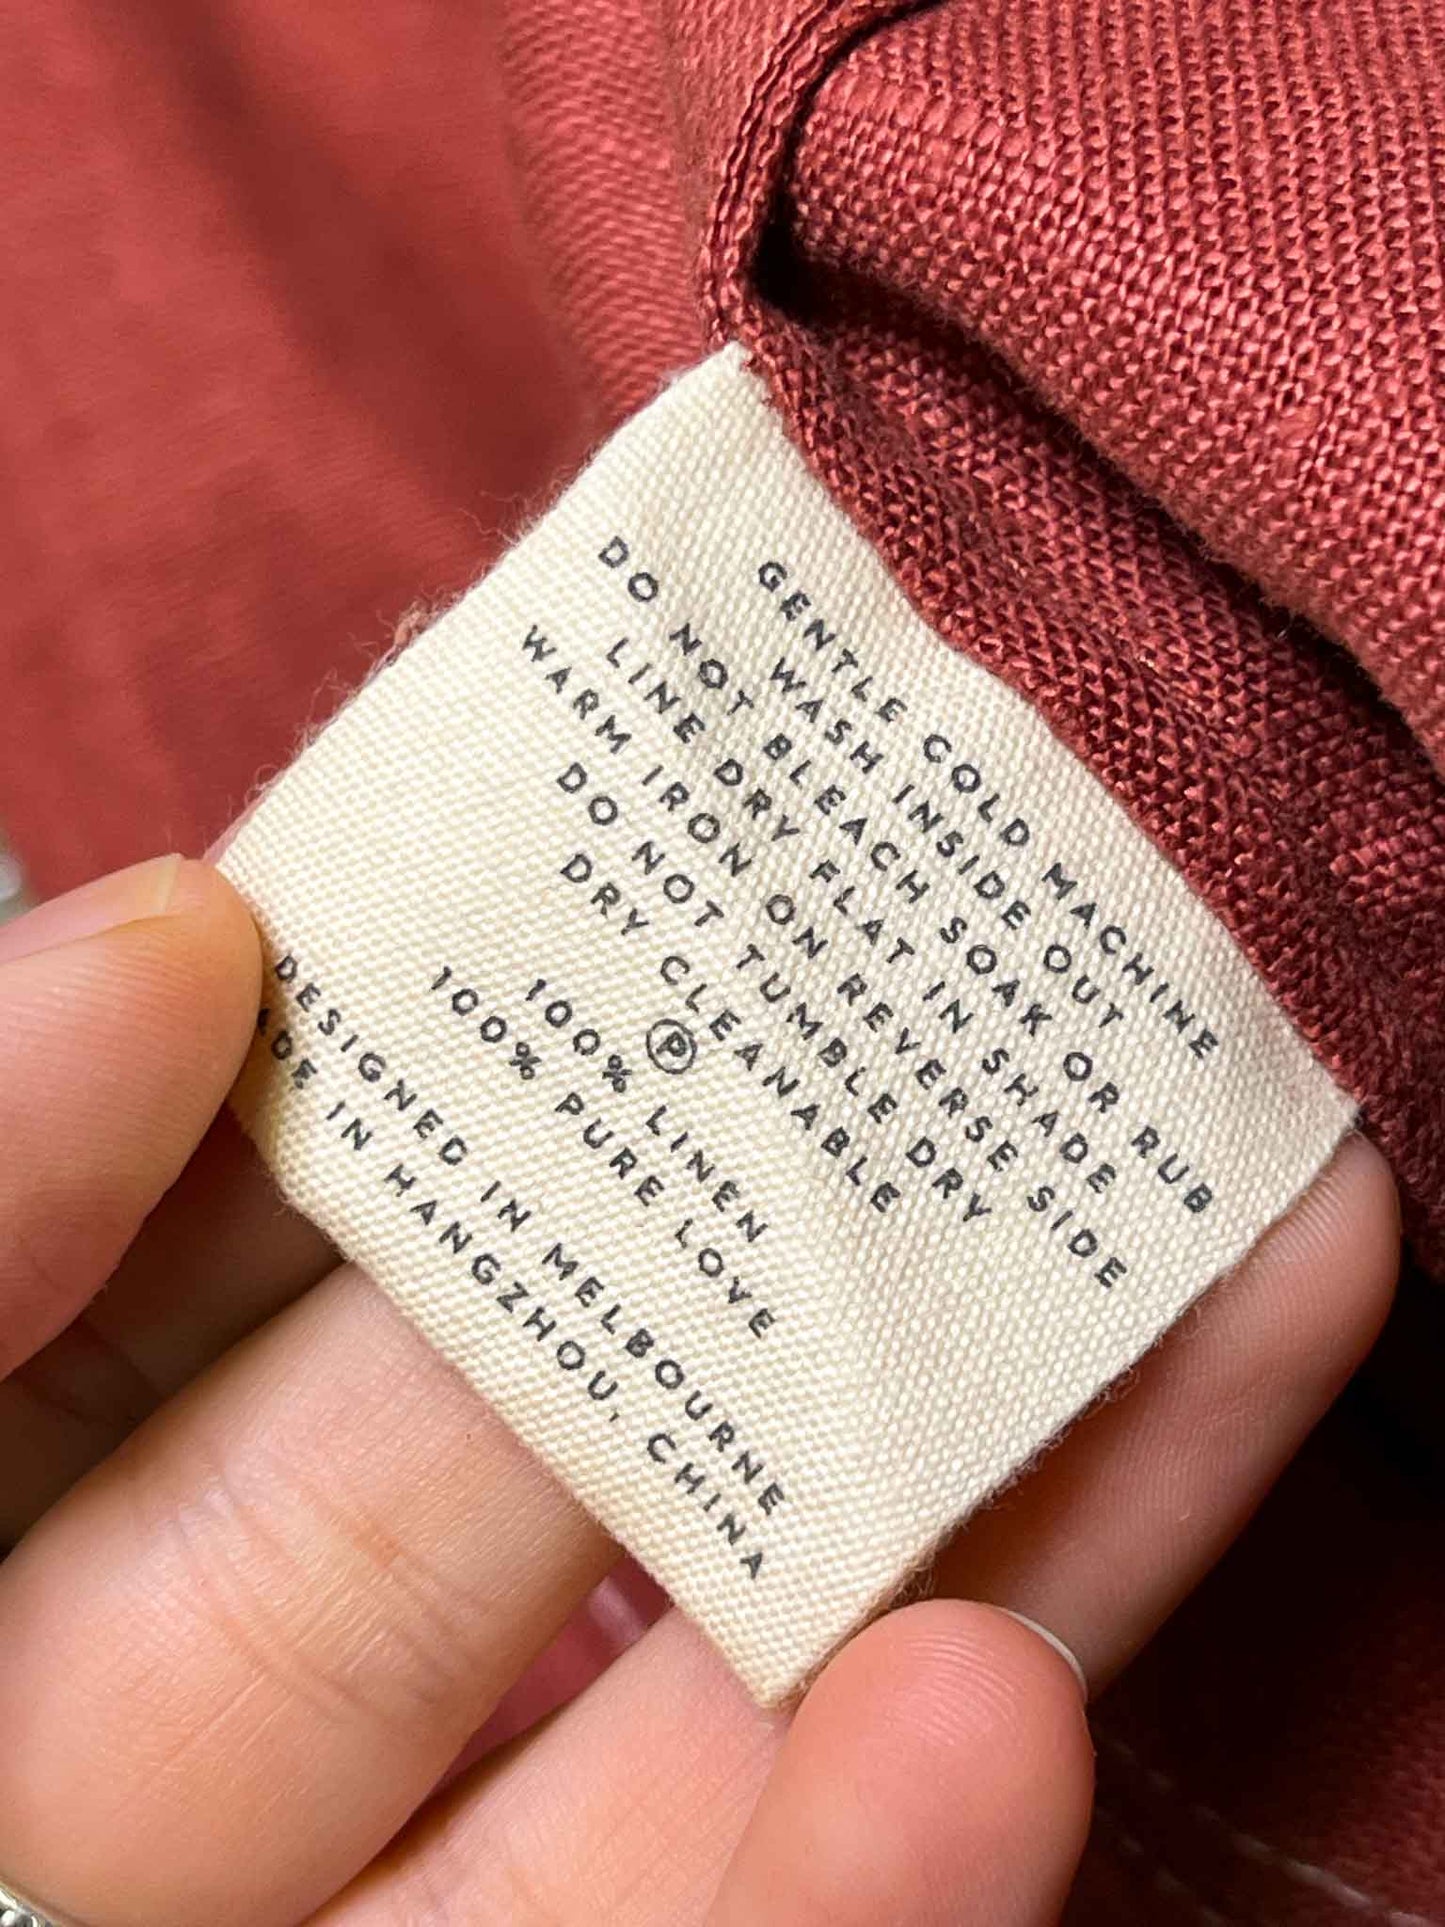 GENTLE COLD MACHINE
WASH INSIDE OUT
DO NOT BLEACH SOAK OR RUB
LINE DRY FLAT IN SHADE
WARM IRON ON REVERSE SIDE
DO NOT TUMBLE DRY
DRY CLEANABLE
P
100% LINEN
100% PURE LOVE
DESIGNED IN MELBOURNE
ADE IN HANGZHOU, CHINA